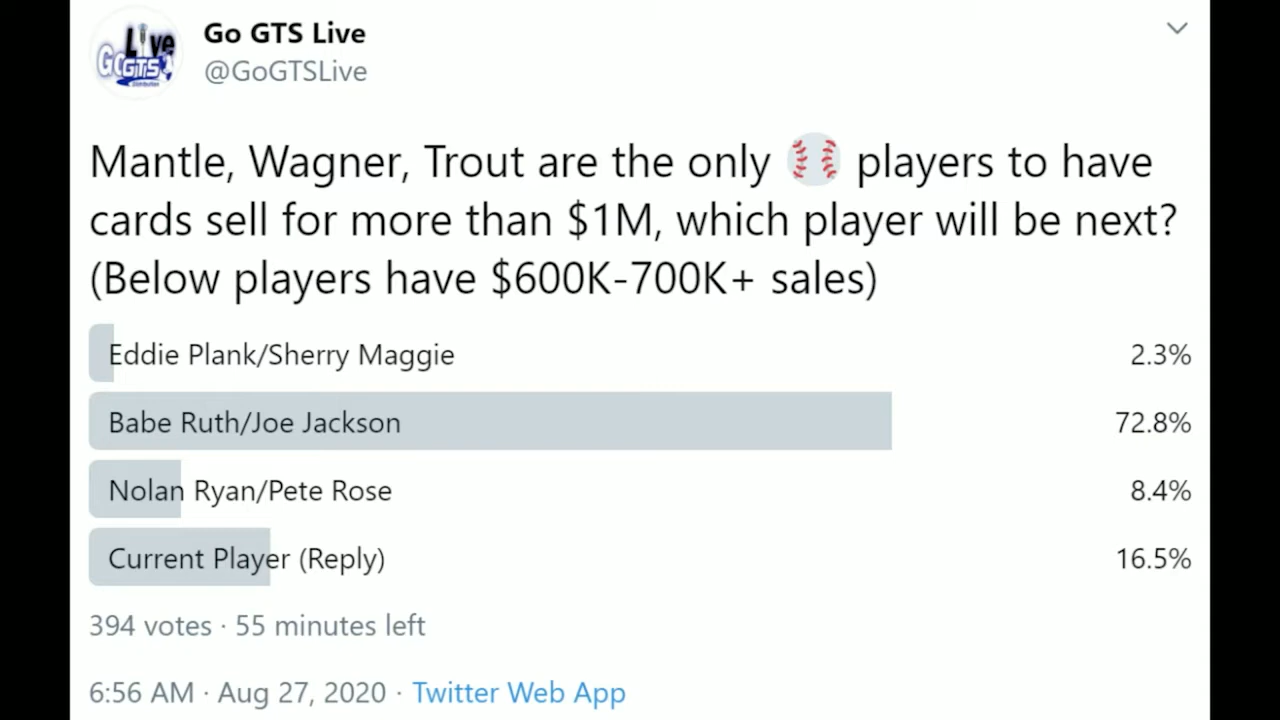 Live
GoGTS
Distribution
Go GTS Live
@GoGTSLive
Mantle, Wagner, Trout are the only ⚾ players to have
cards sell for more than $1M, which player will be next?
(Below players have $600K-700K+ sales)
Eddie Plank/Sherry Maggie 2.3%
Babe Ruth/Joe Jackson 72.8%
Nolan Ryan/Pete Rose 8.4%
Current Player (Reply) 16.5%
394 votes · 55 minutes left
6:56 AM · Aug 27, 2020 · Twitter Web App